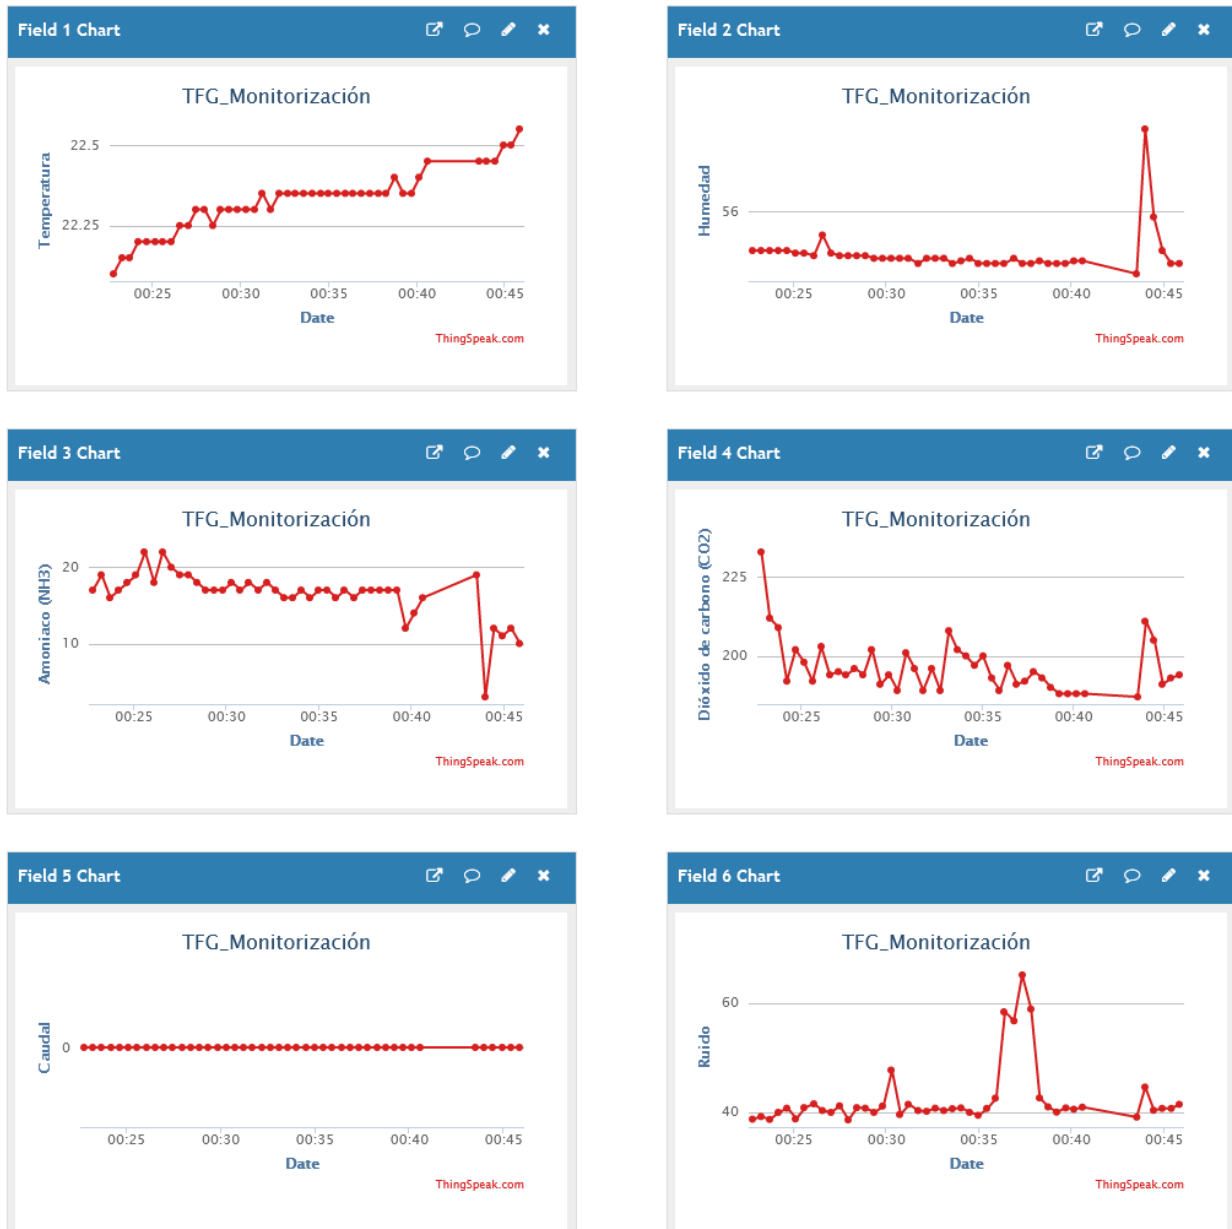 Field 1 Chart
TFG_Monitorización
Temperatura
22.5
22.25
00:25 00:30 00:35 00:40 00:45
Date
ThingSpeak.com
Field 2 Chart
TFG_Monitorización
Humedad
56
00:25 00:30 00:35 00:40 00:45
Date
ThingSpeak.com
Field 3 Chart
TFG_Monitorización
Amoniaco (NH3)
20
10
00:25 00:30 00:35 00:40 00:45
Date
ThingSpeak.com
Field 4 Chart
TFG_Monitorización
Dióxido de carbono (CO2)
225
200
00:25 00:30 00:35 00:40 00:45
Date
ThingSpeak.com
Field 5 Chart
TFG_Monitorización
Caudal
0
00:25 00:30 00:35 00:40 00:45
Date
ThingSpeak.com
Field 6 Chart
TFG_Monitorización
Ruido
60
40
00:25 00:30 00:35 00:40 00:45
Date
ThingSpeak.com